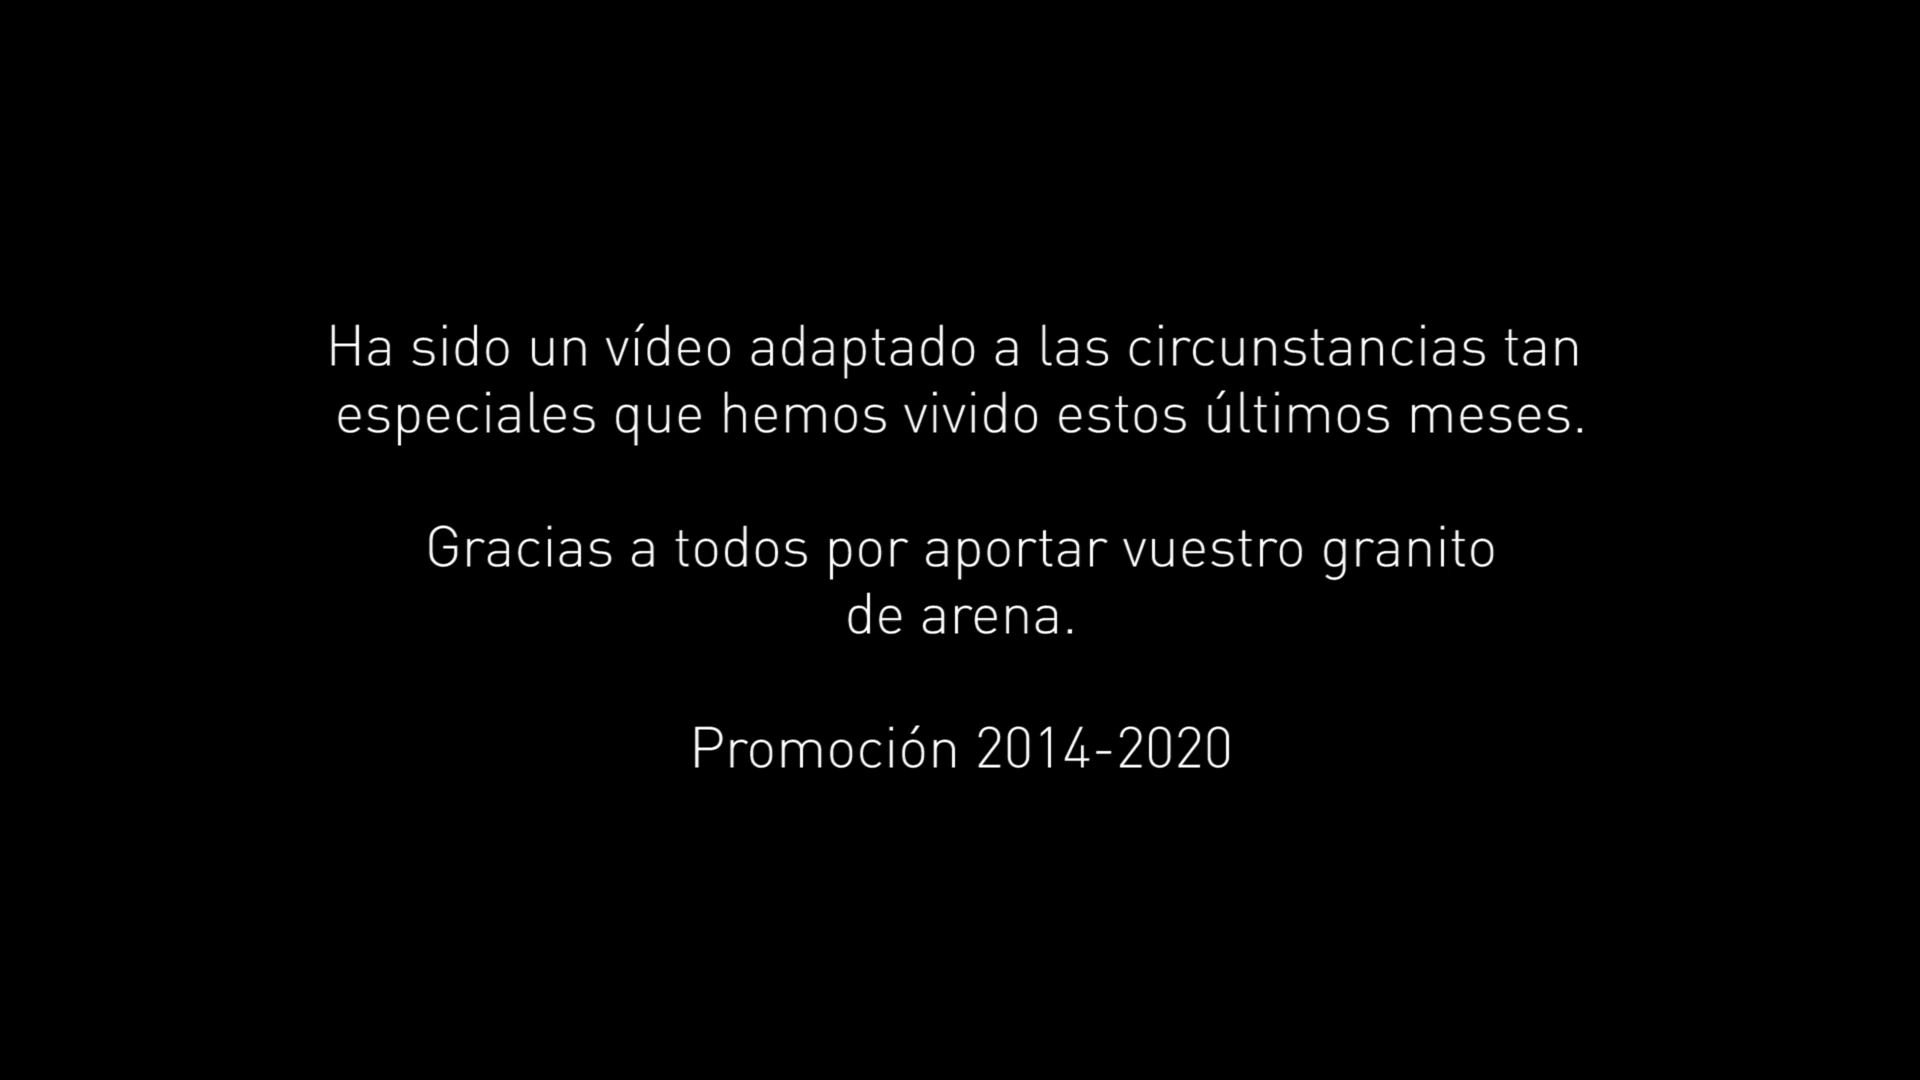 Ha sido un vídeo adaptado a las circunstancias tan
especiales que hemos vivido estos últimos meses.
Gracias a todos por aportar vuestro granito
de arena.
Promoción 2014-2020